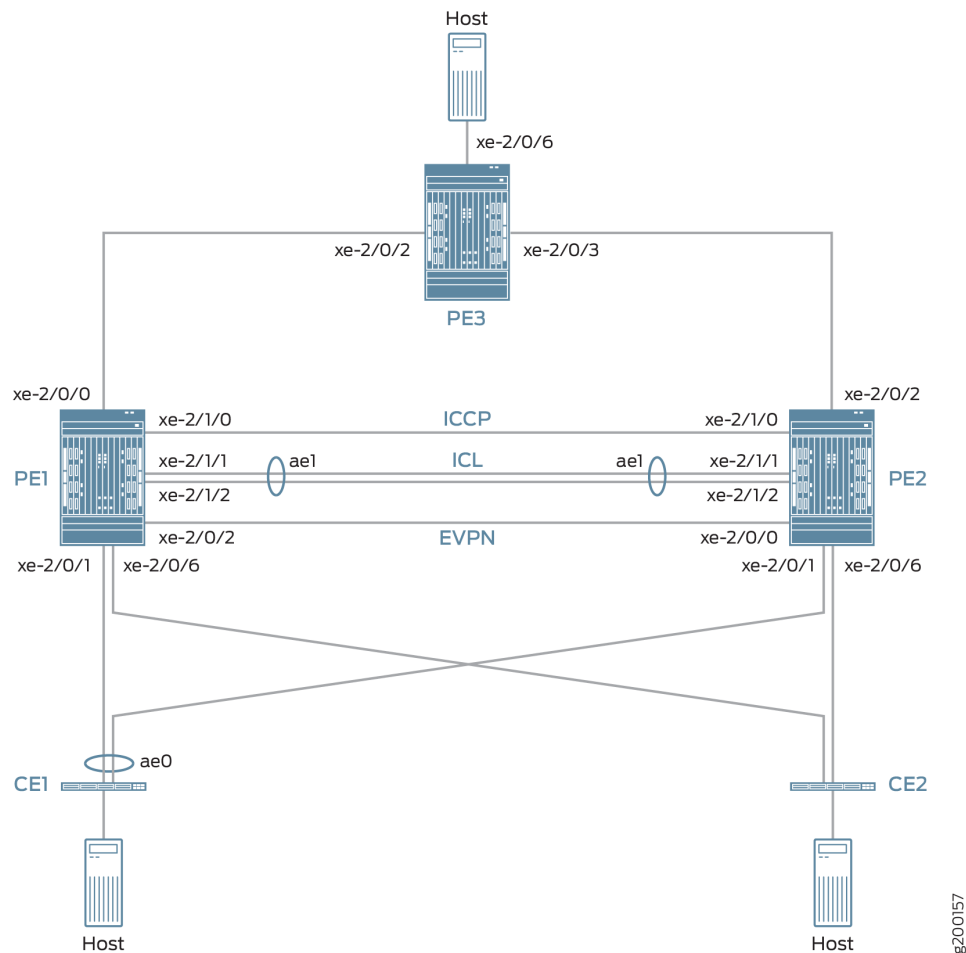 Host
xe-2/0/6
xe-2/0/2
xe-2/0/3
PE3
xe-2/0/0
xe-2/0/2
xe-2/1/0
ICCP
xe-2/1/0
xe-2/1/1
ae1
ICL
ae1
xe-2/1/1
PE1
PE2
xe-2/1/2
xe-2/1/2
xe-2/0/2
EVPN
xe-2/0/0
xe-2/0/1
xe-2/0/6
xe-2/0/1
xe-2/0/6
ae0
CE1
CE2
Host
Host
g200157